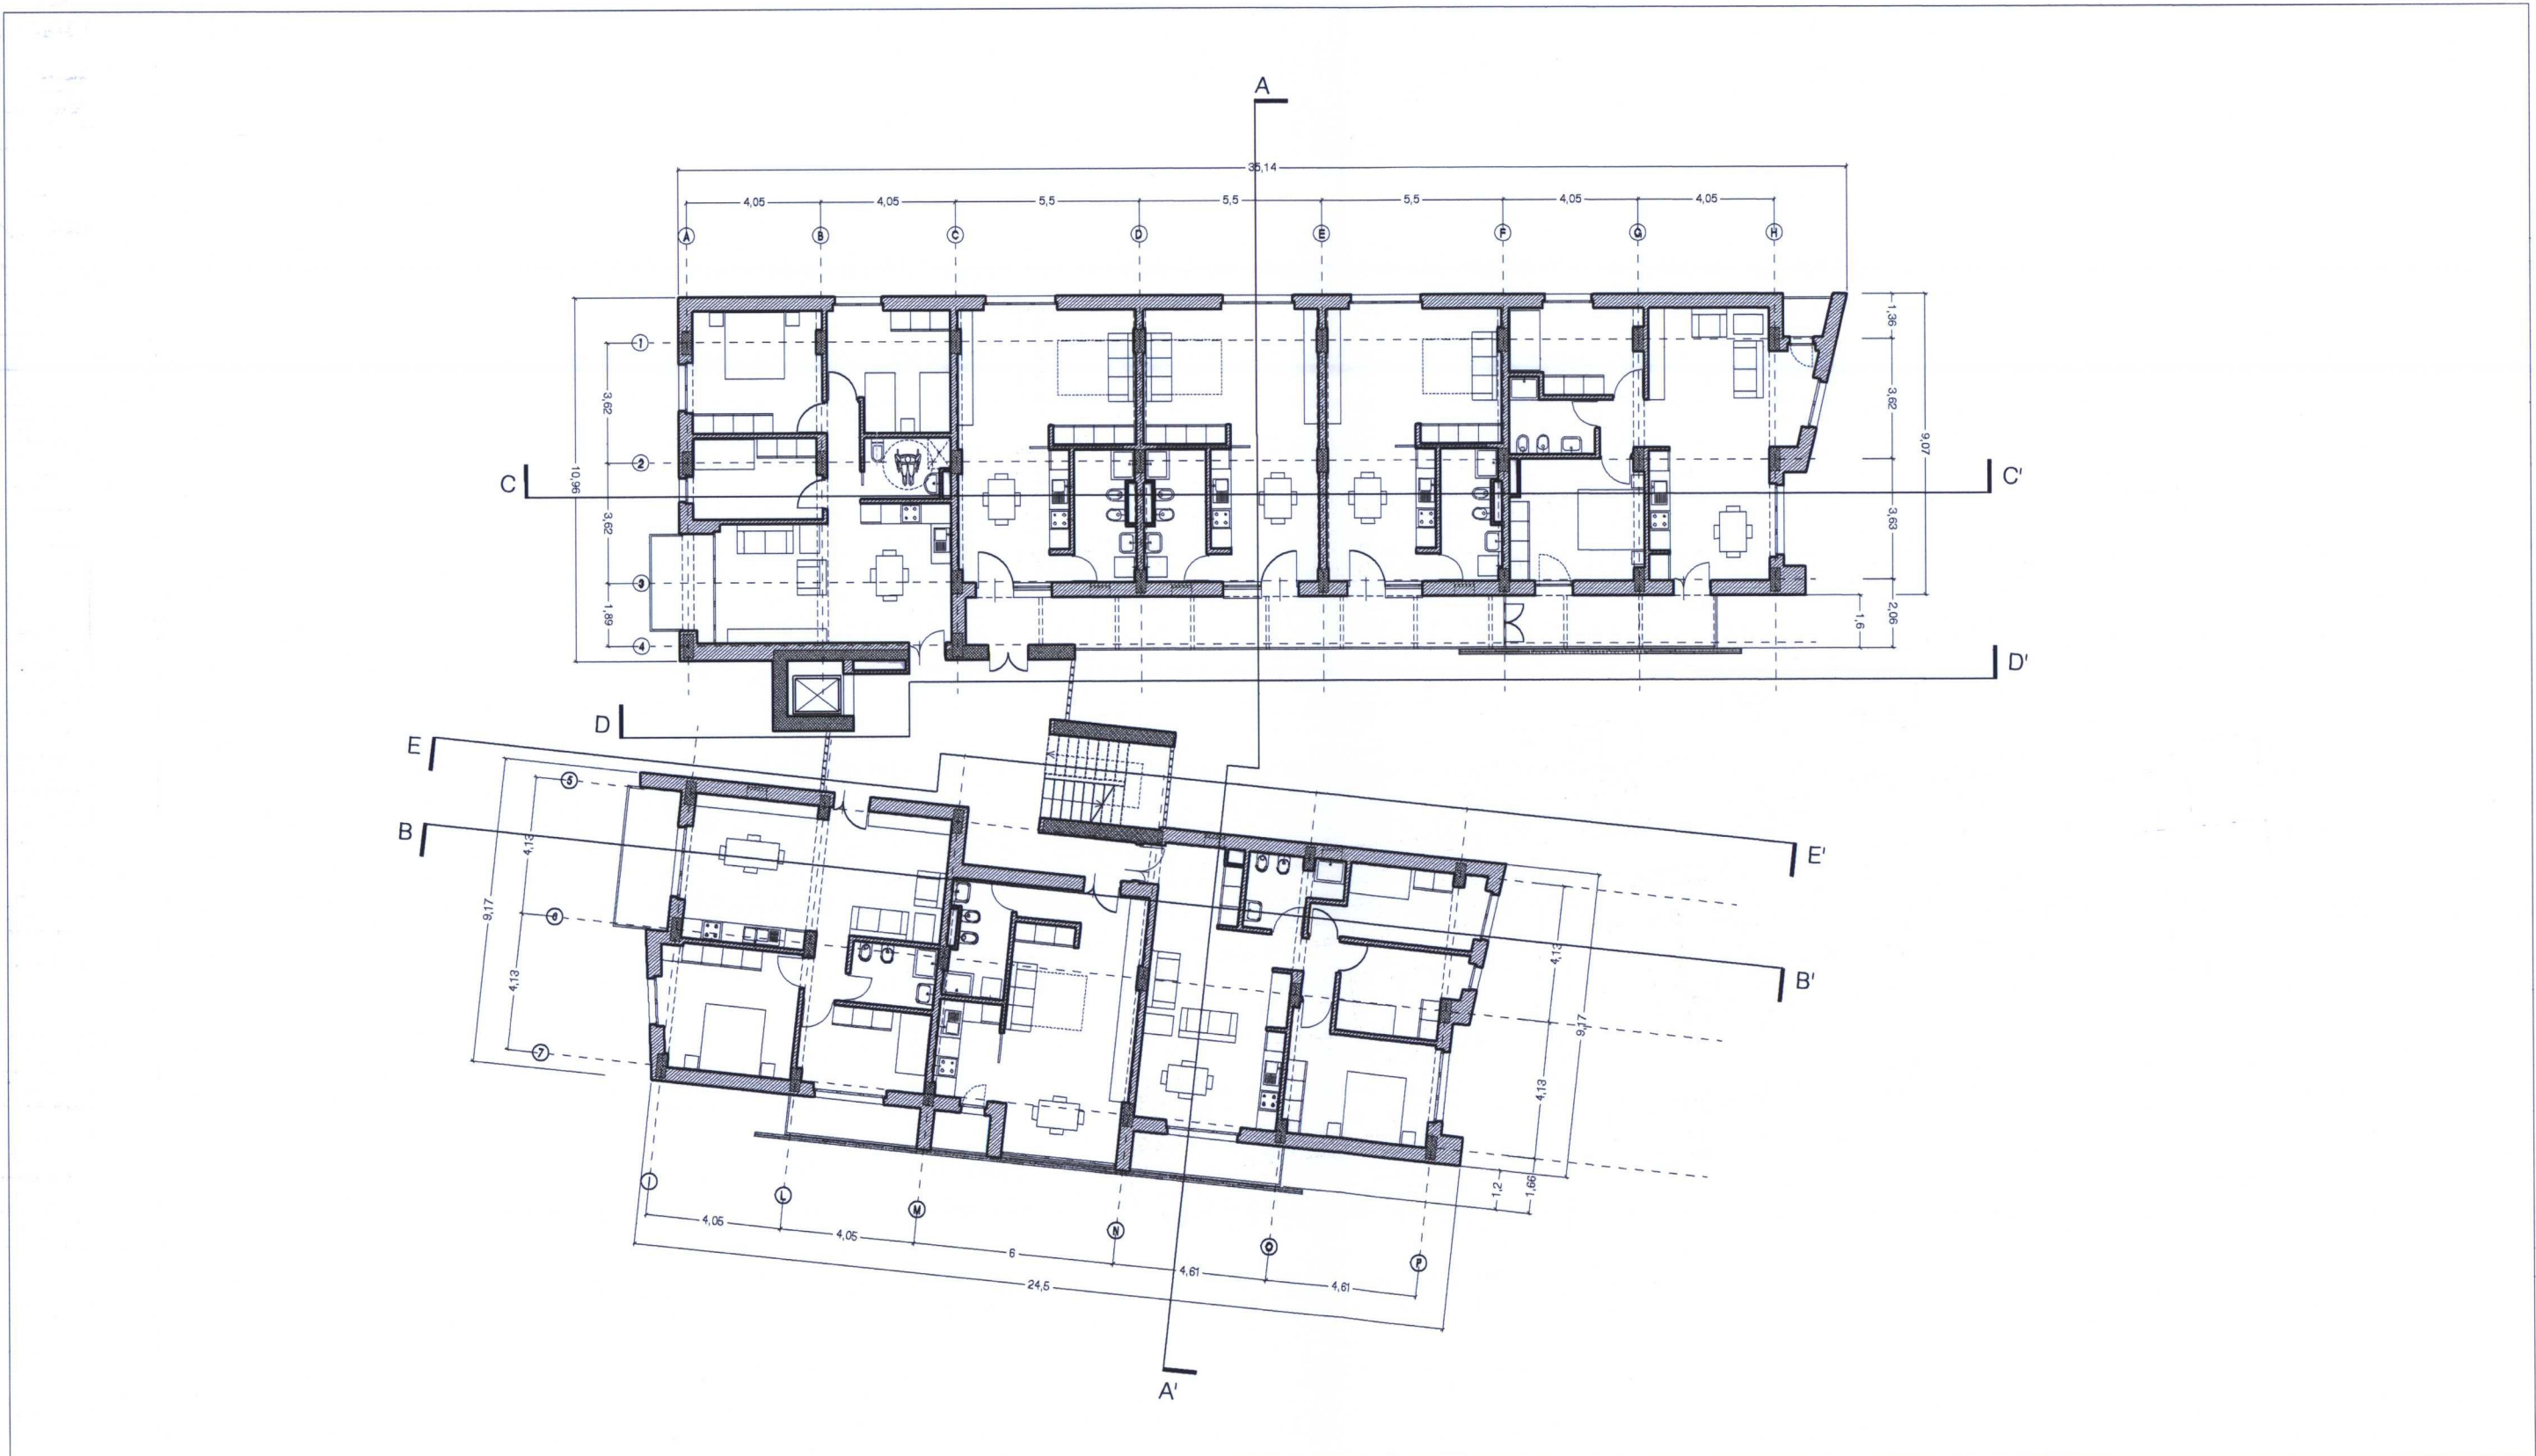 A
35,14
4,05 4,05 5,5 5,5 5,5 4,05 4,05
A B C D E F G H
1
2
3
4
3,62
3,62
1,89
10,96
1,36
3,62
3,63
2,06
9,07
1,6
C C'
D D'
E E'
B B'
5
6
7
4,13
4,13
9,17
4,13
4,13
9,17
1,2
1,66
I L M N O P
4,05 4,05 6 4,61 4,61
24,5
A'